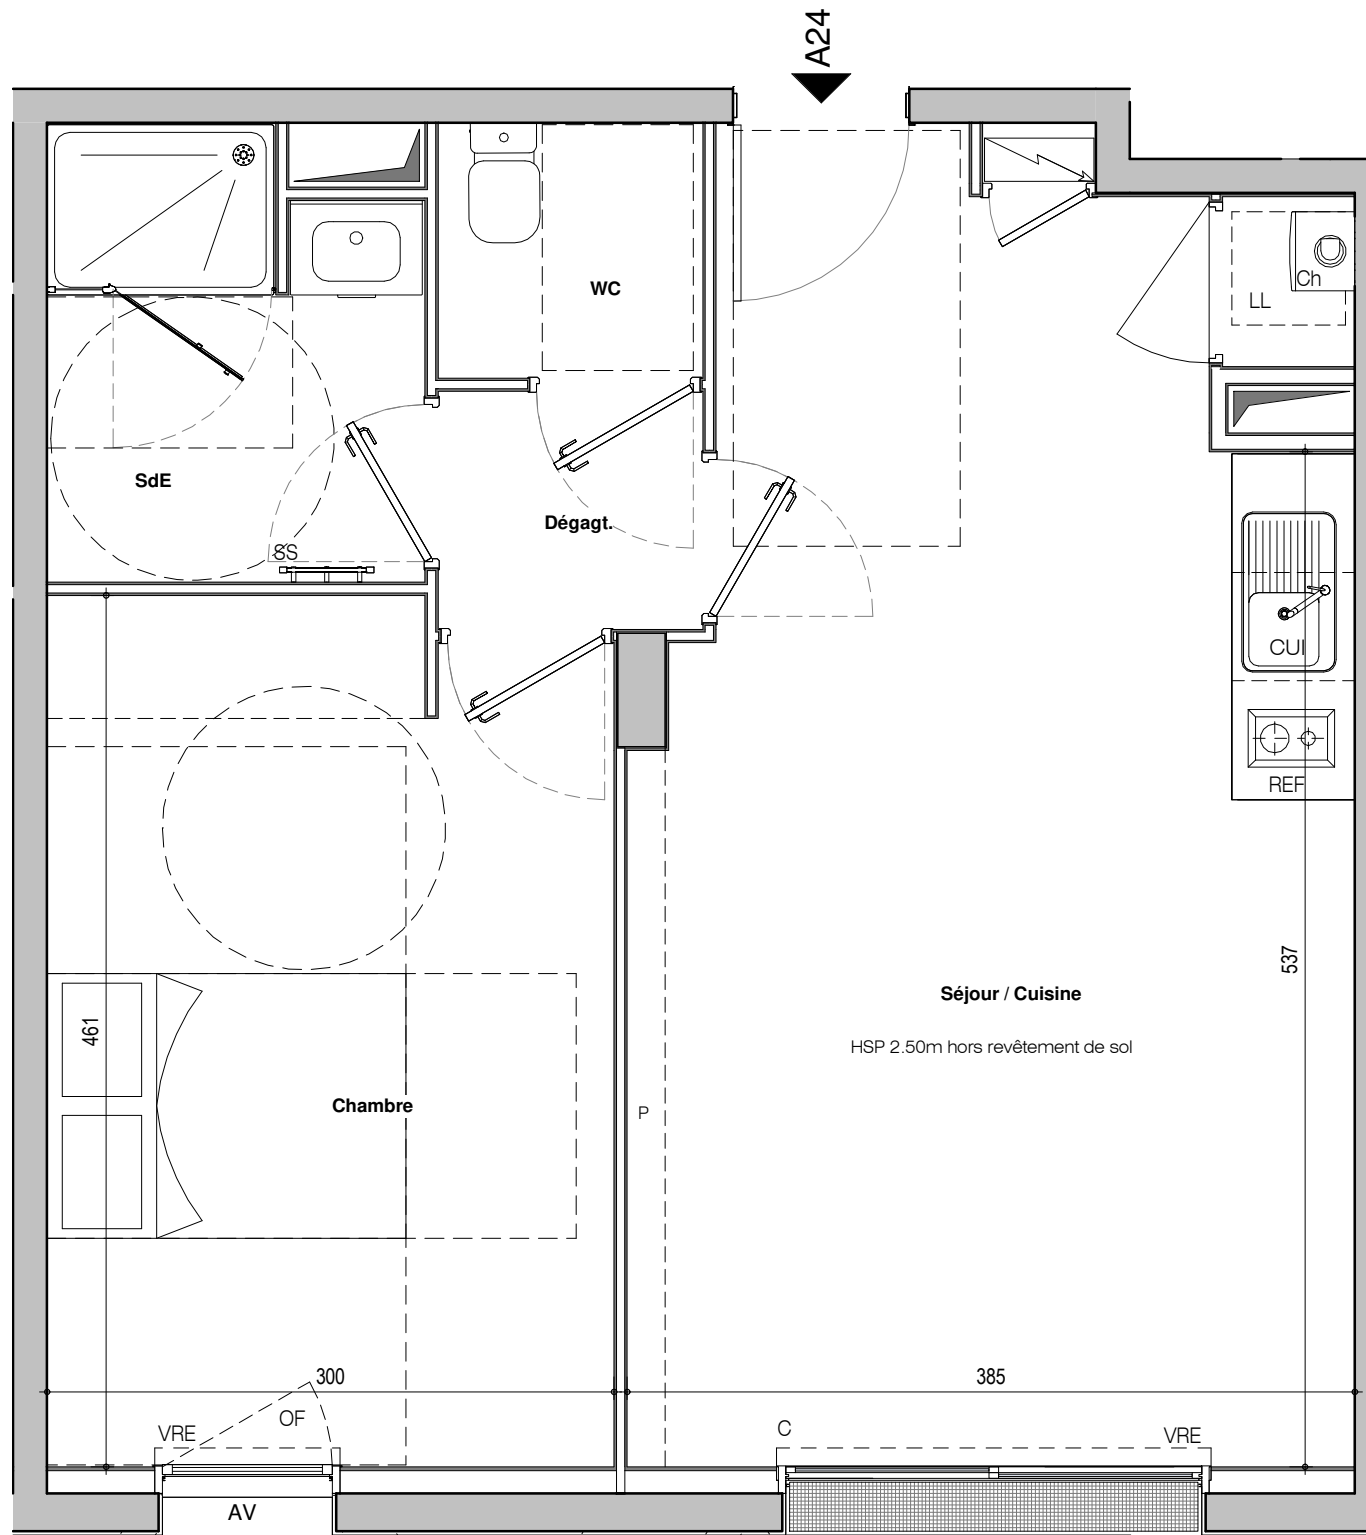 A24
WC
Ch
LL
SdE
Dégagt.
SS
CUI
REF
537
Séjour / Cuisine
461
HSP 2.50m hors revêtement de sol
Chambre
P
300
385
OF
VRE
C
VRE
AV